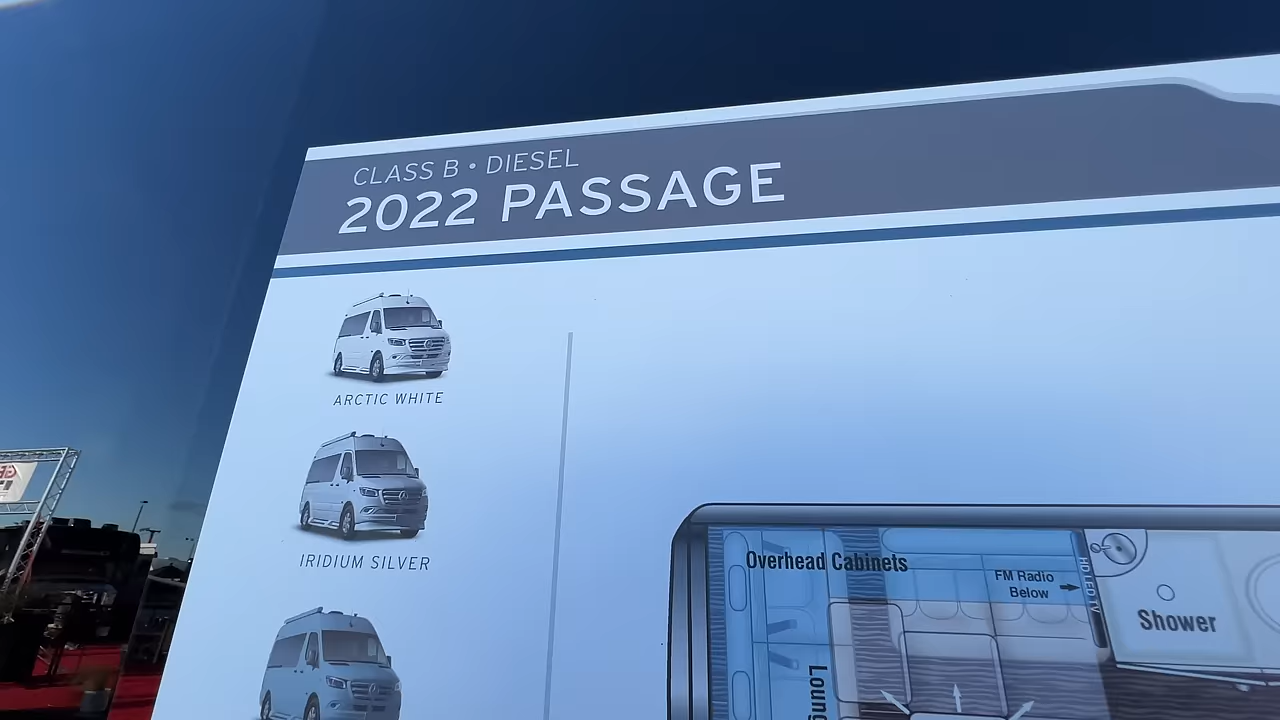 CLASS B • DIESEL
2022 PASSAGE
ARCTIC WHITE
IRIDIUM SILVER
Overhead Cabinets
FM Radio
Below
HD LED TV
Shower